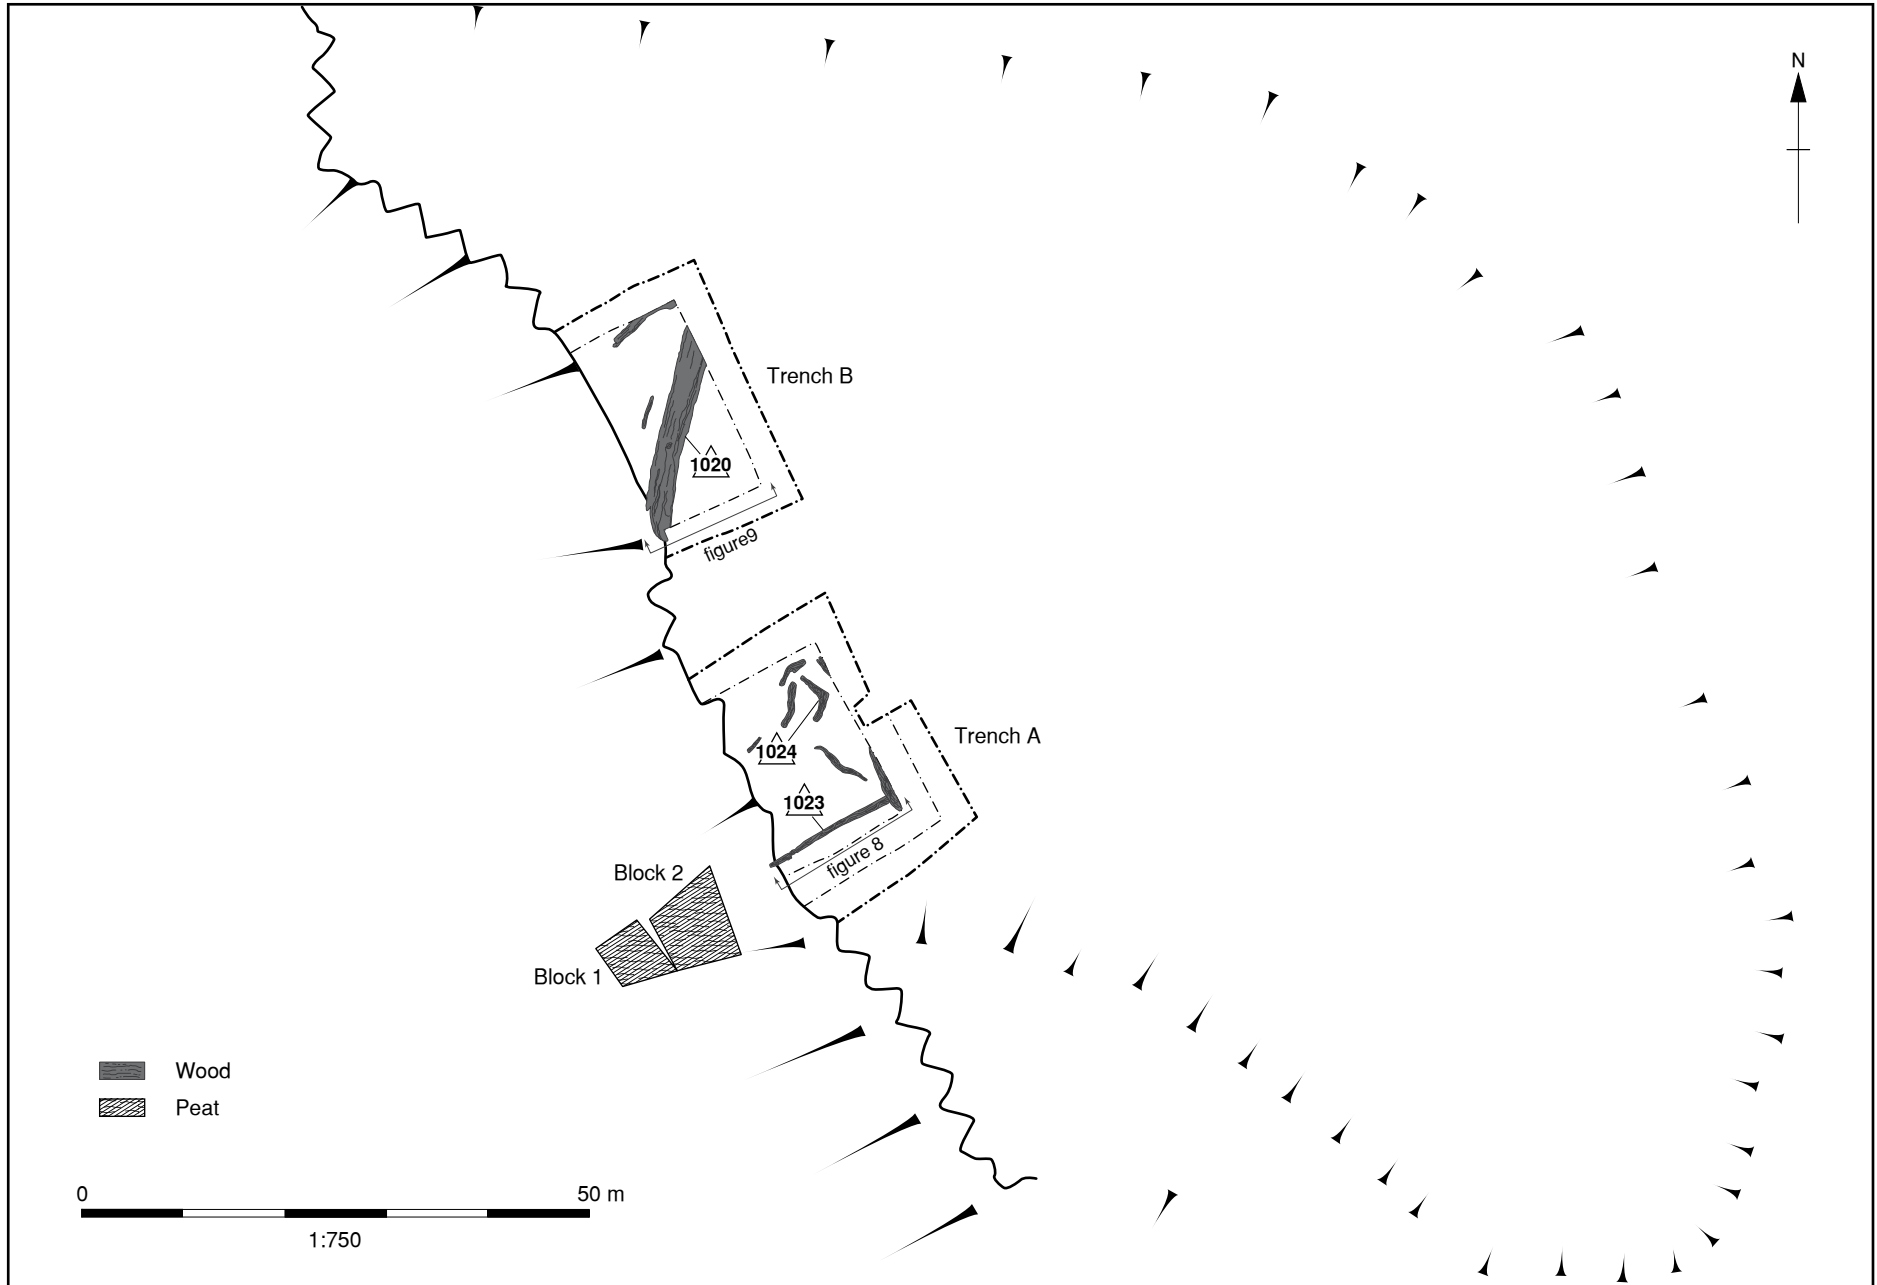 N
Trench B
1020
figure9
Trench A
1024
1023
figure 8
Block 2
Block 1
Wood
Peat
0 50 m
1:750